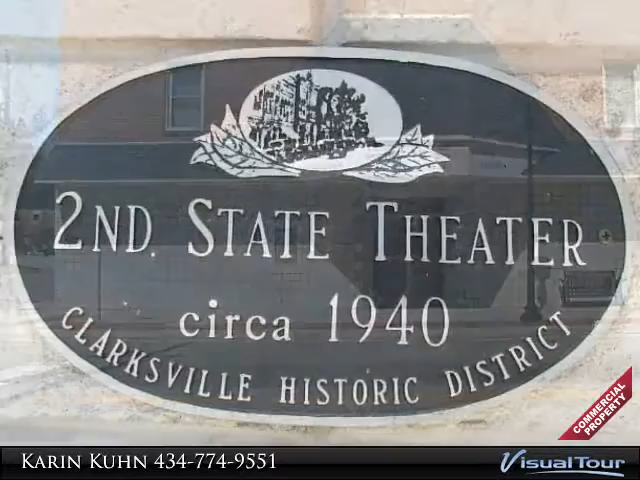 2ND. STATE THEATER
circa 1940
CLARKSVILLE HISTORIC DISTRICT
COMMERCIAL
PROPERTY
KARIN KUHN 434-774-9551
VISUALTOUR